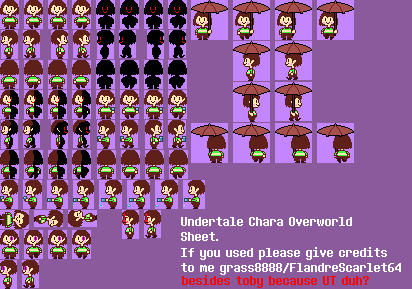 Undertale Chara Overworld
Sheet.
If you used please give credits
to me grass8888/FlandreScarlet64
besides toby because UT duh?